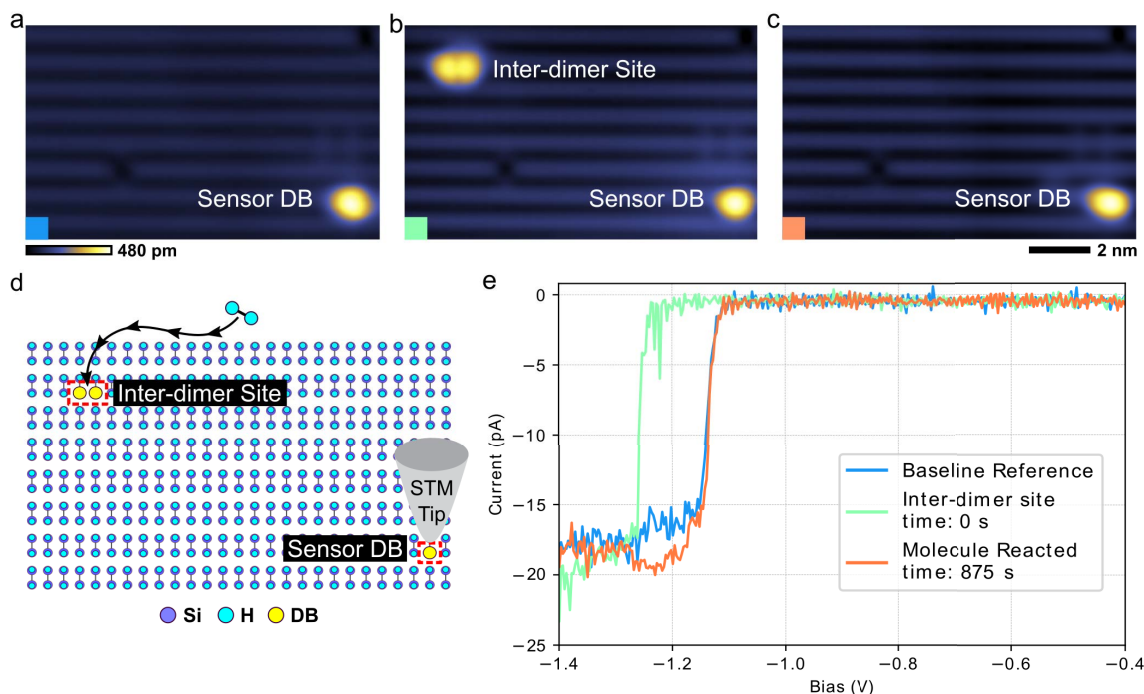 a
b
c
Inter-dimer Site
Sensor DB
Sensor DB
Sensor DB
480 pm
2 nm
d
Inter-dimer Site
STM
Tip
Sensor DB
Si
H
DB
e
0
−5
−10
−15
−20
−25
Current (pA)
Baseline Reference
Inter-dimer site
time: 0 s
Molecule Reacted
time: 875 s
−1.4
−1.2
−1.0
−0.8
−0.6
−0.4
Bias (V)